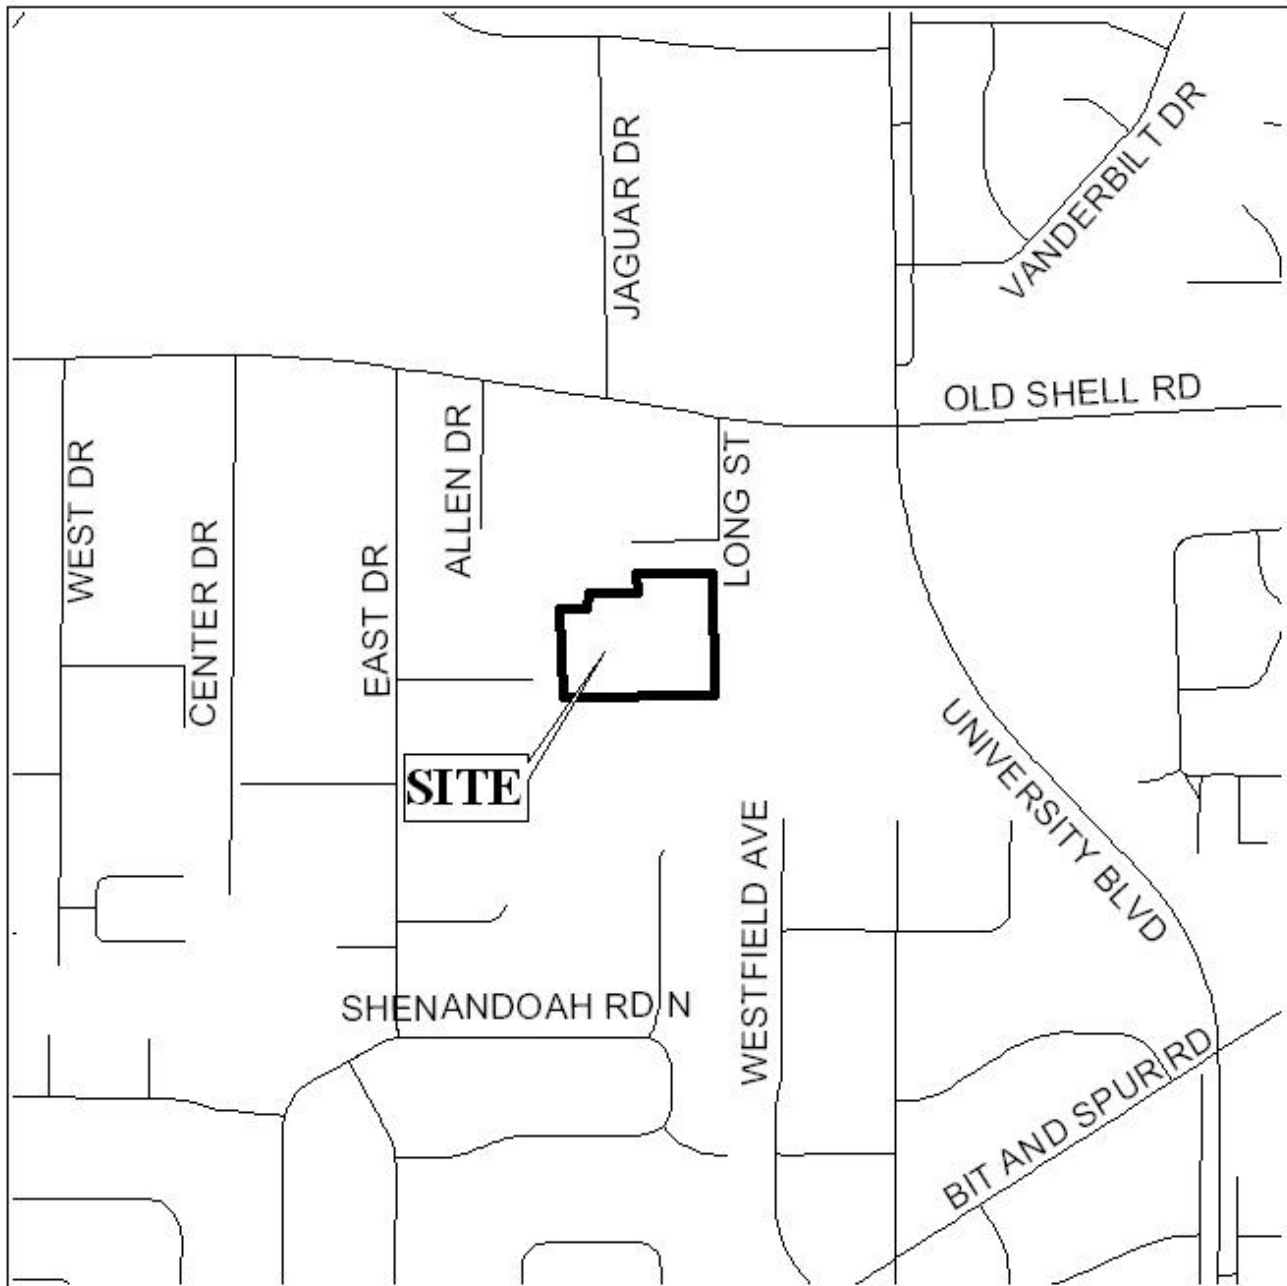 JAGUAR DR
VANDERBILT DR
OLD SHELL RD
WEST DR
CENTER DR
EAST DR
ALLEN DR
LONG ST
SITE
UNIVERSITY BLVD
WESTFIELD AVE
SHENANDOAH RD N
BIT AND SPUR RD